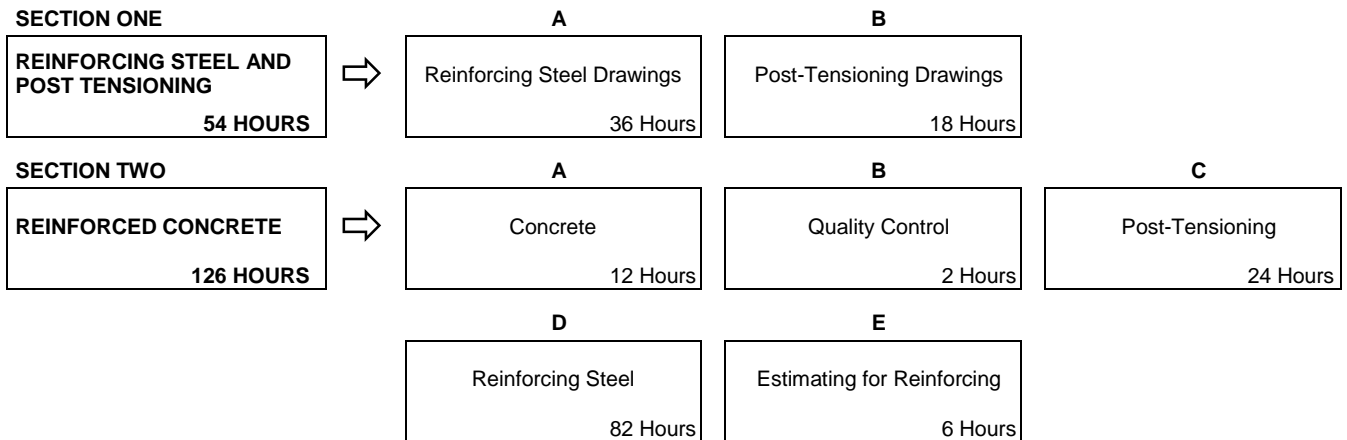 SECTION ONE
A
B
REINFORCING STEEL AND
POST TENSIONING
54 HOURS
Reinforcing Steel Drawings
36 Hours
Post-Tensioning Drawings
18 Hours
SECTION TWO
A
B
C
REINFORCED CONCRETE
126 HOURS
Concrete
12 Hours
Quality Control
2 Hours
Post-Tensioning
24 Hours
D
E
Reinforcing Steel
82 Hours
Estimating for Reinforcing
6 Hours